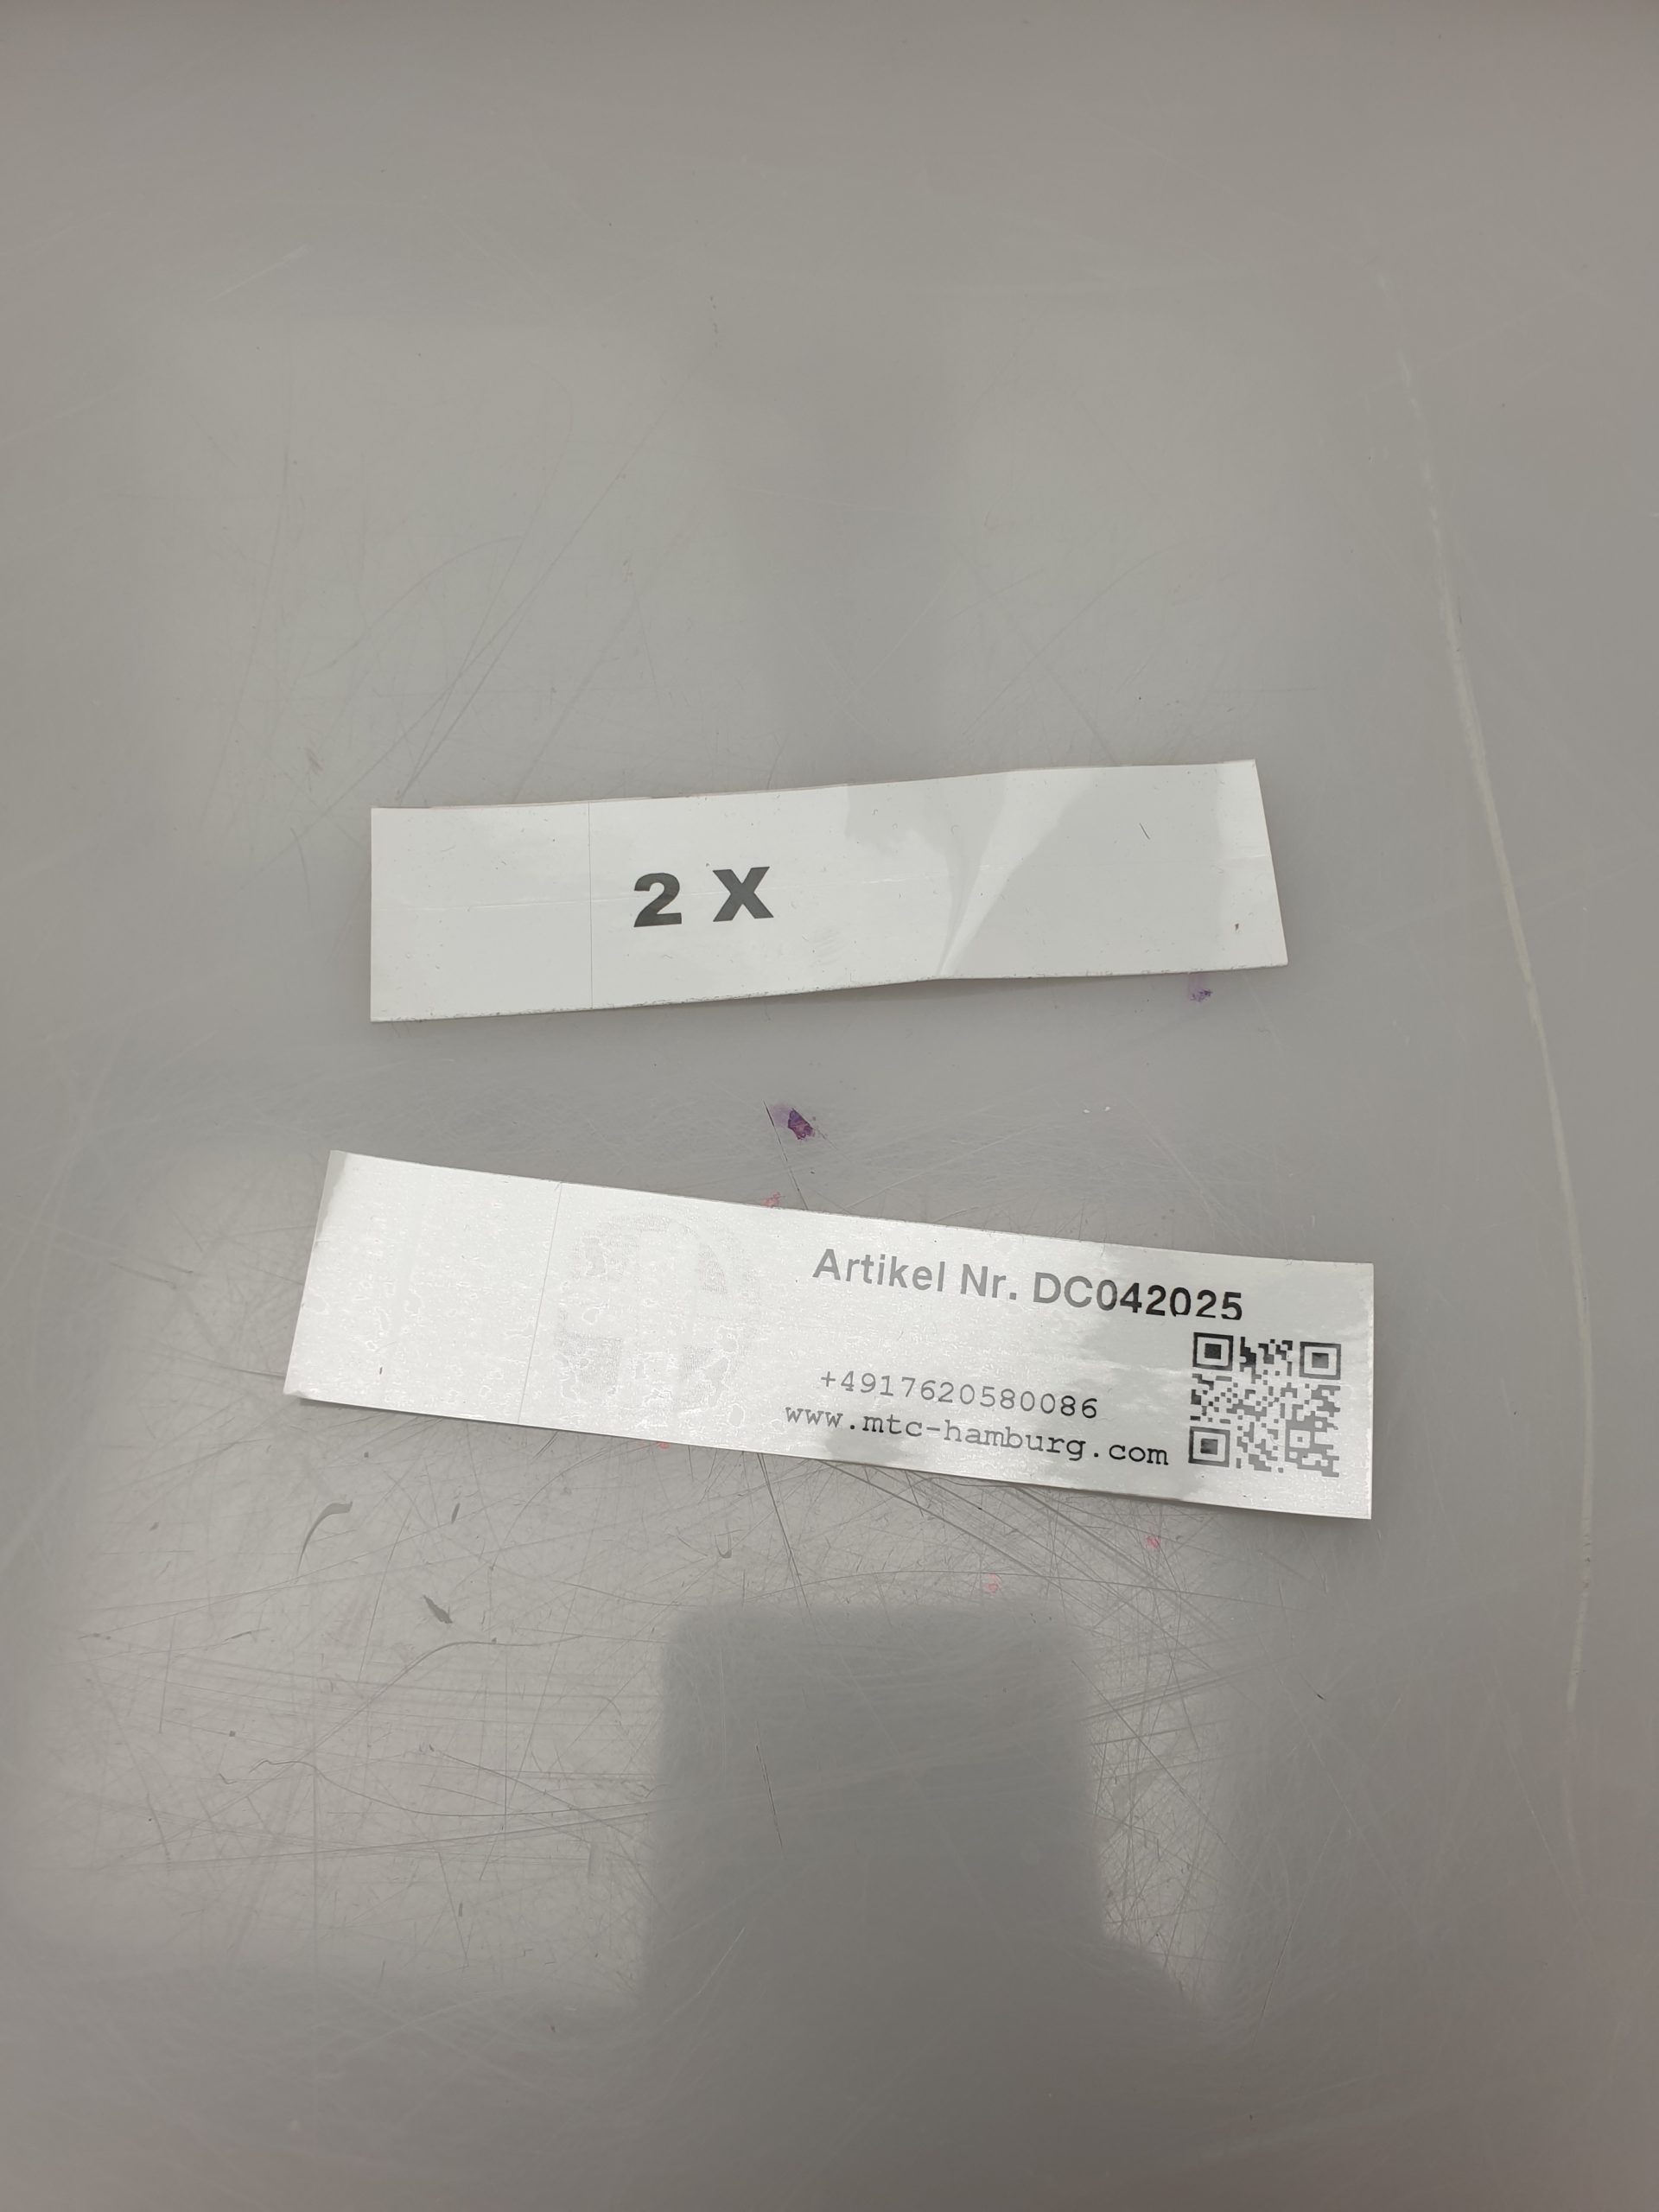 2 X
Artikel Nr. DC042025
+4917620580086
www.mtc-hamburg.com